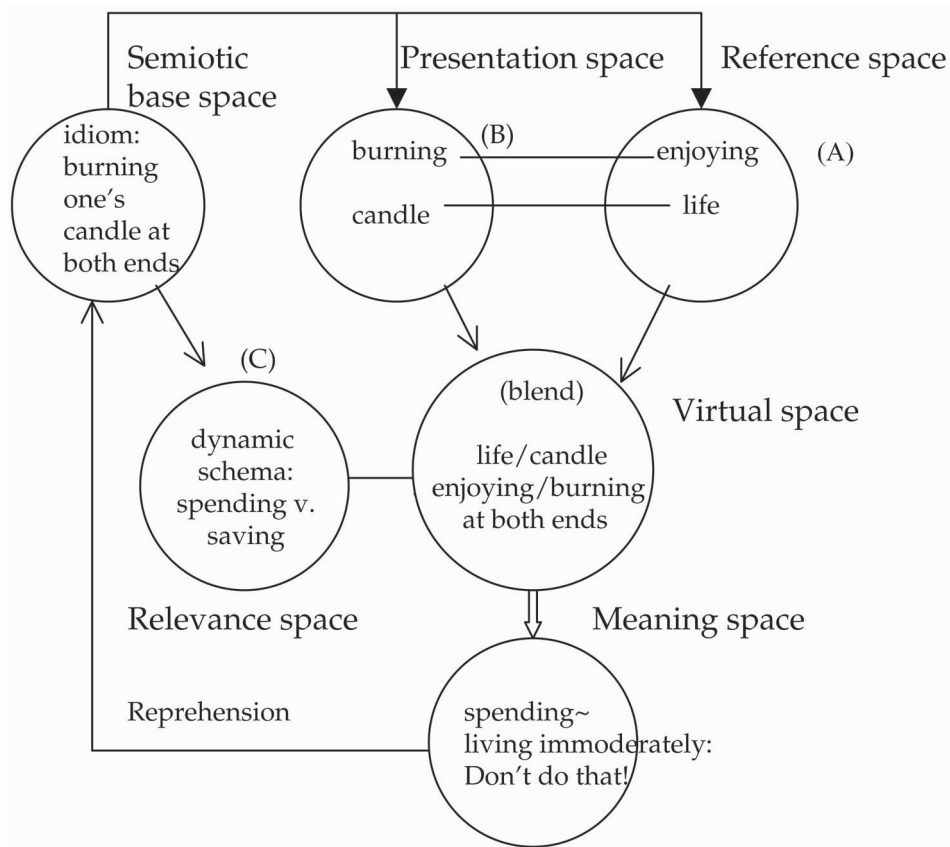 Semiotic
base space
Presentation space
Reference space
idiom:
burning
one's
candle at
both ends
burning
candle
(B)
enjoying
life
(A)
(C)
dynamic
schema:
spending v.
saving
(blend)
life/candle
enjoying/burning
at both ends
Virtual space
Relevance space
Meaning space
Reprehension
spending~
living immoderately:
Don't do that!